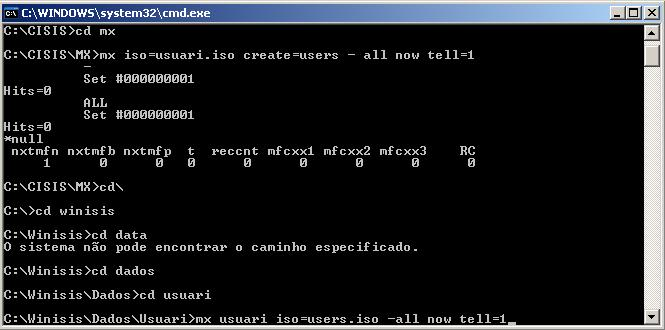 C:\WINDOWS\system32\cmd.exe
C:\CISIS>cd mx
C:\CISIS\MX>mx iso=usuari.iso create=users - all now tell=1
-
Set #000000001
Hits=0
ALL
Set #000000001
Hits=0
*null
nxtmfn nxtmfb nxtmfp t reccnt mfcxx1 mfcxx2 mfcxx3 RC
1 0 0 0 0 0 0 0 0
C:\CISIS\MX>cd\
C:\>cd winisis
C:\Winisis>cd data
O sistema não pode encontrar o caminho especificado.
C:\Winisis>cd dados
C:\Winisis\Dados>cd usuari
C:\Winisis\Dados\Usuari>mx usuari iso=users.iso -all now tell=1